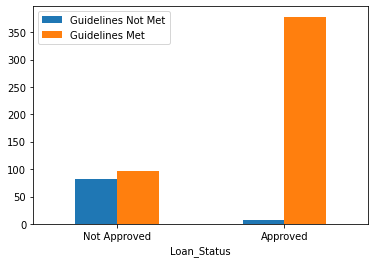 Guidelines Not Met
Guidelines Met
350
300
250
200
150
100
50
0
Not Approved Approved
Loan_Status